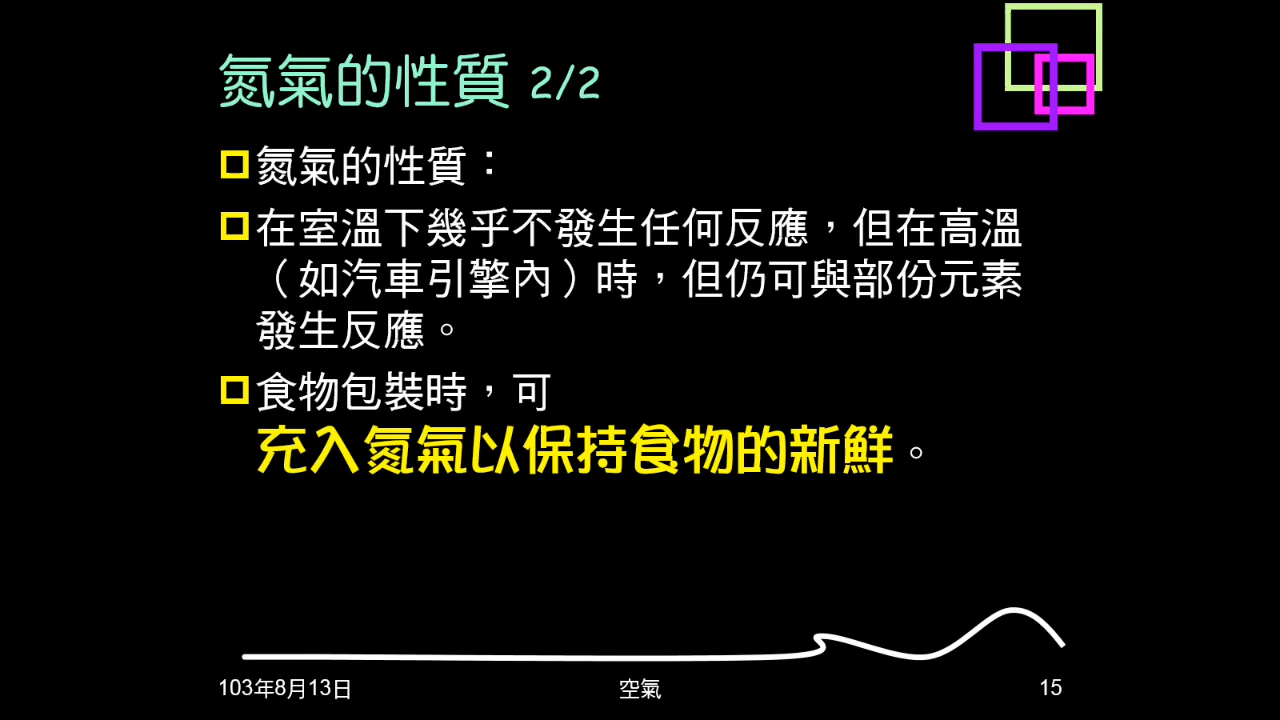 氮氣的性質 2/2
氮氣的性質：
在室溫下幾乎不發生任何反應，但在高溫
（如汽車引擎內）時，但仍可與部份元素
發生反應。
食物包裝時，可
充入氮氣以保持食物的新鮮。
103年8月13日
空氣
15